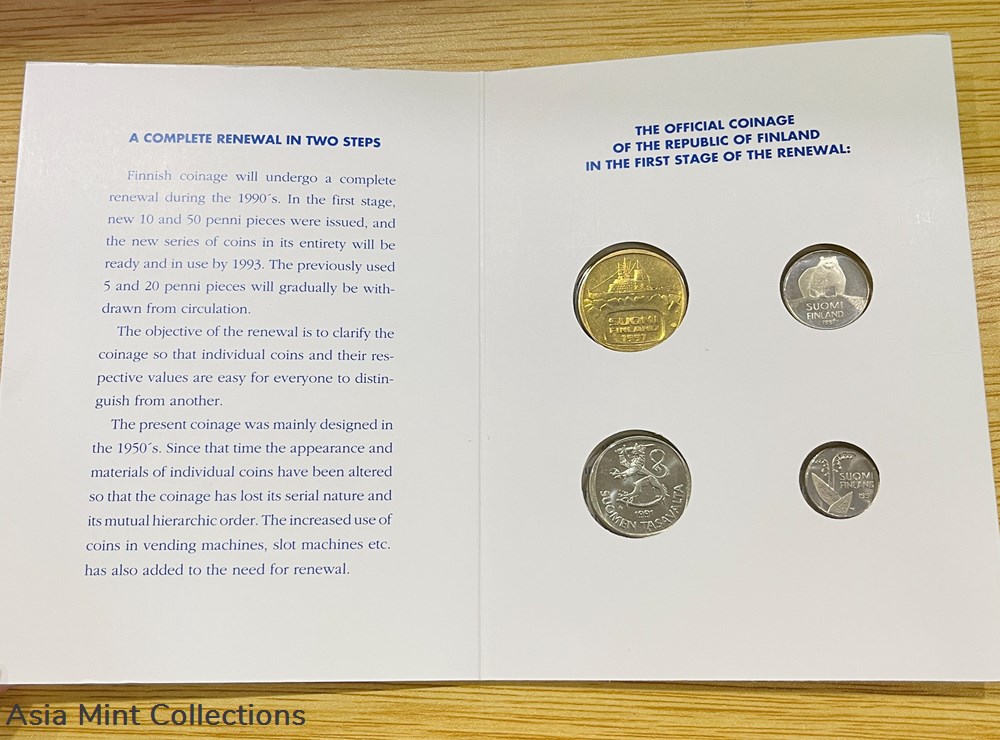 A COMPLETE RENEWAL IN TWO STEPS
Finnish coinage will undergo a complete
renewal during the 1990´s. In the first stage,
new 10 and 50 penni pieces were issued, and
the new series of coins in its entirety will be
ready and in use by 1993. The previously used
5 and 20 penni pieces will gradually be with-
drawn from circulation.
The objective of the renewal is to clarify the
coinage so that individual coins and their res-
pective values are easy for everyone to distin-
guish from another.
The present coinage was mainly designed in
the 1950´s. Since that time the appearance and
materials of individual coins have been altered
so that the coinage has lost its serial nature and
its mutual hierarchic order. The increased use of
coins in vending machines, slot machines etc.
has also added to the need for renewal.
THE OFFICIAL COINAGE
OF THE REPUBLIC OF FINLAND
IN THE FIRST STAGE OF THE RENEWAL:
SUOMI
FINLAND
1991
SUOMI
FINLAND
1991
SUOMEN TASAVALTA
SUOMI
FINLAND
Asia Mint Collections